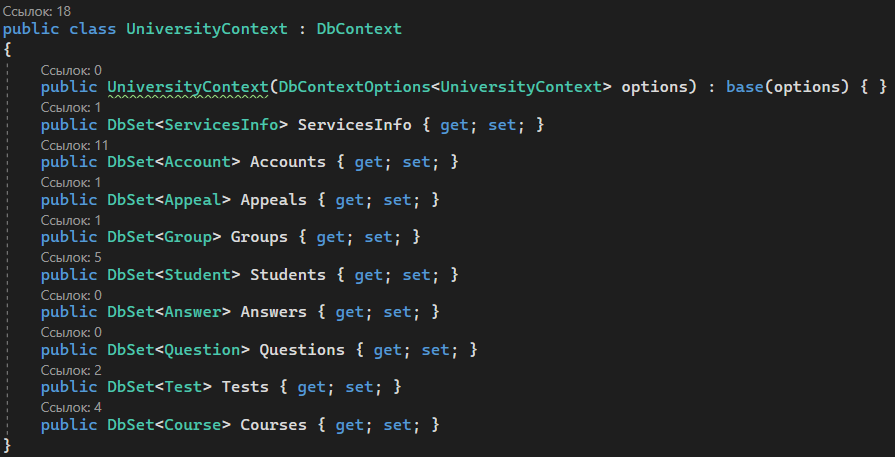 Ссылок: 18
public class UniversityContext : DbContext
{
Ссылок: 0
public UniversityContext(DbContextOptions<UniversityContext> options) : base(options) { }
Ссылок: 1
public DbSet<ServicesInfo> ServicesInfo { get; set; }
Ссылок: 11
public DbSet<Account> Accounts { get; set; }
Ссылок: 1
public DbSet<Appeal> Appeals { get; set; }
Ссылок: 1
public DbSet<Group> Groups { get; set; }
Ссылок: 5
public DbSet<Student> Students { get; set; }
Ссылок: 0
public DbSet<Answer> Answers { get; set; }
Ссылок: 0
public DbSet<Question> Questions { get; set; }
Ссылок: 2
public DbSet<Test> Tests { get; set; }
Ссылок: 4
public DbSet<Course> Courses { get; set; }
}